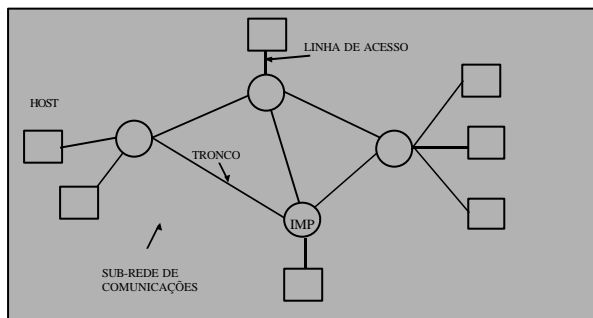 LINHA DE ACESSO
HOST
TRONCO
IMP
SUB-REDE DE
COMUNICAÇÕES